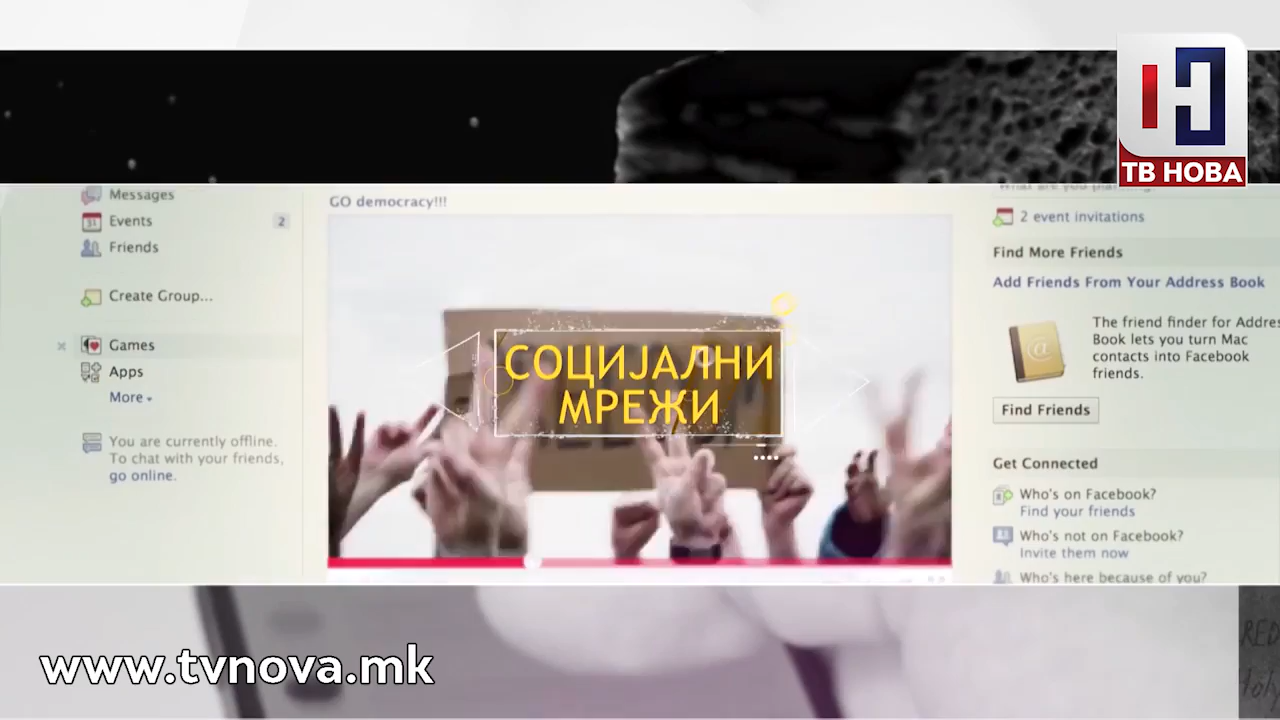 ТВ НОВА
Messages
Events
2
Friends
Create Group...
Games
Apps
More
You are currently offline.
To chat with your friends,
go online.
GO democracy!!!
СОЦИЈАЛНИ
МРЕЖИ
2 event invitations
Find More Friends
Add Friends From Your Address Book
The friend finder for Addres
Book lets you turn Mac
contacts into Facebook
friends.
Find Friends
Get Connected
Who's on Facebook?
Find your friends
Who's not on Facebook?
Invite them now
Who's here because of you?
www.tvnova.mk